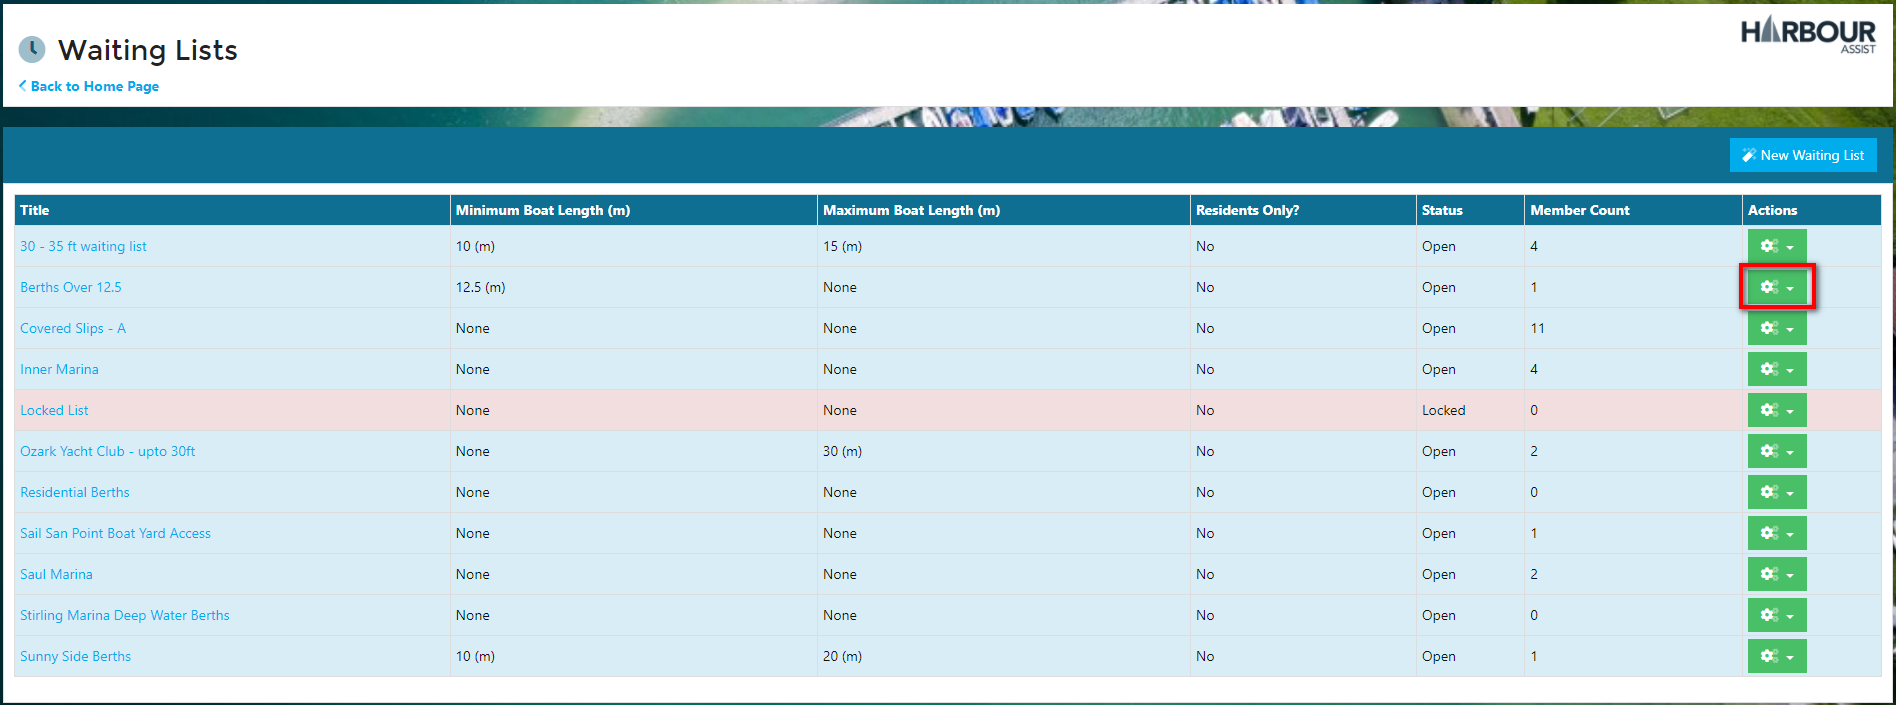 Waiting Lists
HARBOUR
ASSIST
Back to Home Page
New Waiting List
Title Minimum Boat Length (m) Maximum Boat Length (m) Residents Only? Status Member Count Actions
30 - 35 ft waiting list 10 (m) 15 (m) No Open 4
Berths Over 12.5 12.5 (m) None No Open 1
Covered Slips - A None None No Open 11
Inner Marina None None No Open 4
Locked List None None No Locked 0
Ozark Yacht Club - upto 30ft None 30 (m) No Open 2
Residential Berths None None No Open 0
Sail San Point Boat Yard Access None None No Open 1
Saul Marina None None No Open 2
Stirling Marina Deep Water Berths None None No Open 0
Sunny Side Berths 10 (m) 20 (m) No Open 1